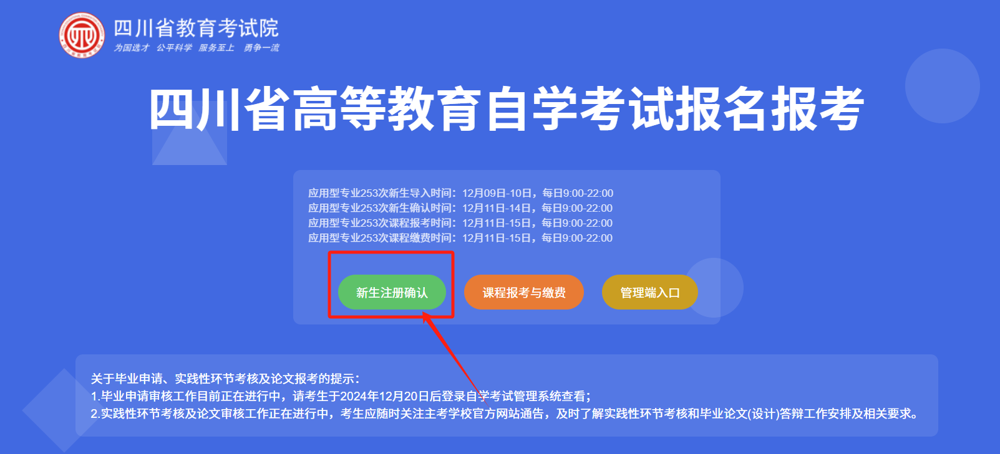 四川省教育考试院
为国选才 公平科学 服务至上 勇争一流
四川省高等教育自学考试报名报考
应用型专业253次新生导入时间：12月09日-10日，每日9:00-22:00
应用型专业253次新生确认时间：12月11日-14日，每日9:00-22:00
应用型专业253次课程报考时间：12月11日-15日，每日9:00-22:00
应用型专业253次课程缴费时间：12月11日-15日，每日9:00-22:00
新生注册确认
课程报考与缴费
管理端入口
关于毕业申请、实践性环节考核及论文报考的提示：
1.毕业申请审核工作目前正在进行中，请考生于2024年12月20日后登录自学考试管理系统查看；
2.实践性环节考核及论文审核工作正在进行中，考生应随时关注主考学校官方网站通告，及时了解实践性环节考核和毕业论文(设计)答辩工作安排及相关要求。